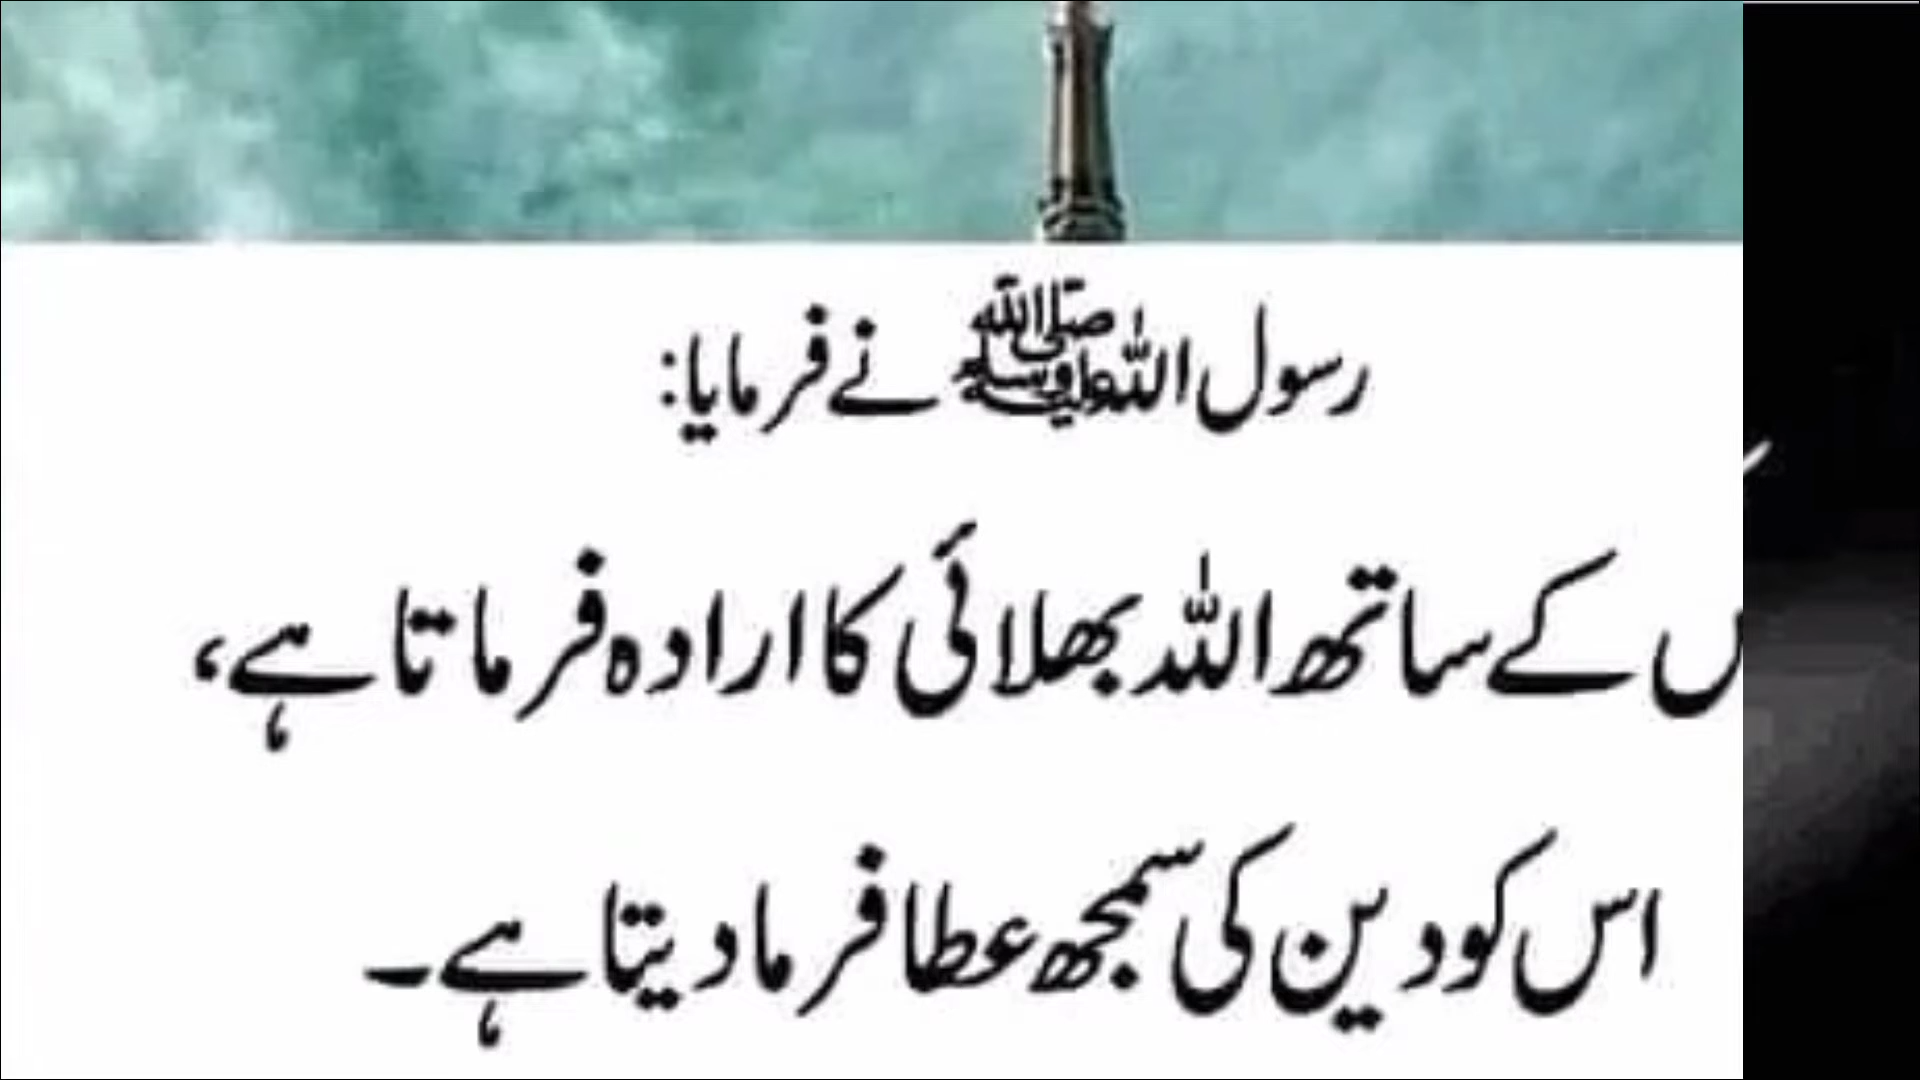 رسول اللہ ﷺ نے فرمایا:
کے ساتھ اللہ بھلائی کا ارادہ فرماتا ہے،
اس کو دین کی سمجھ عطا فرما دیتا ہے۔